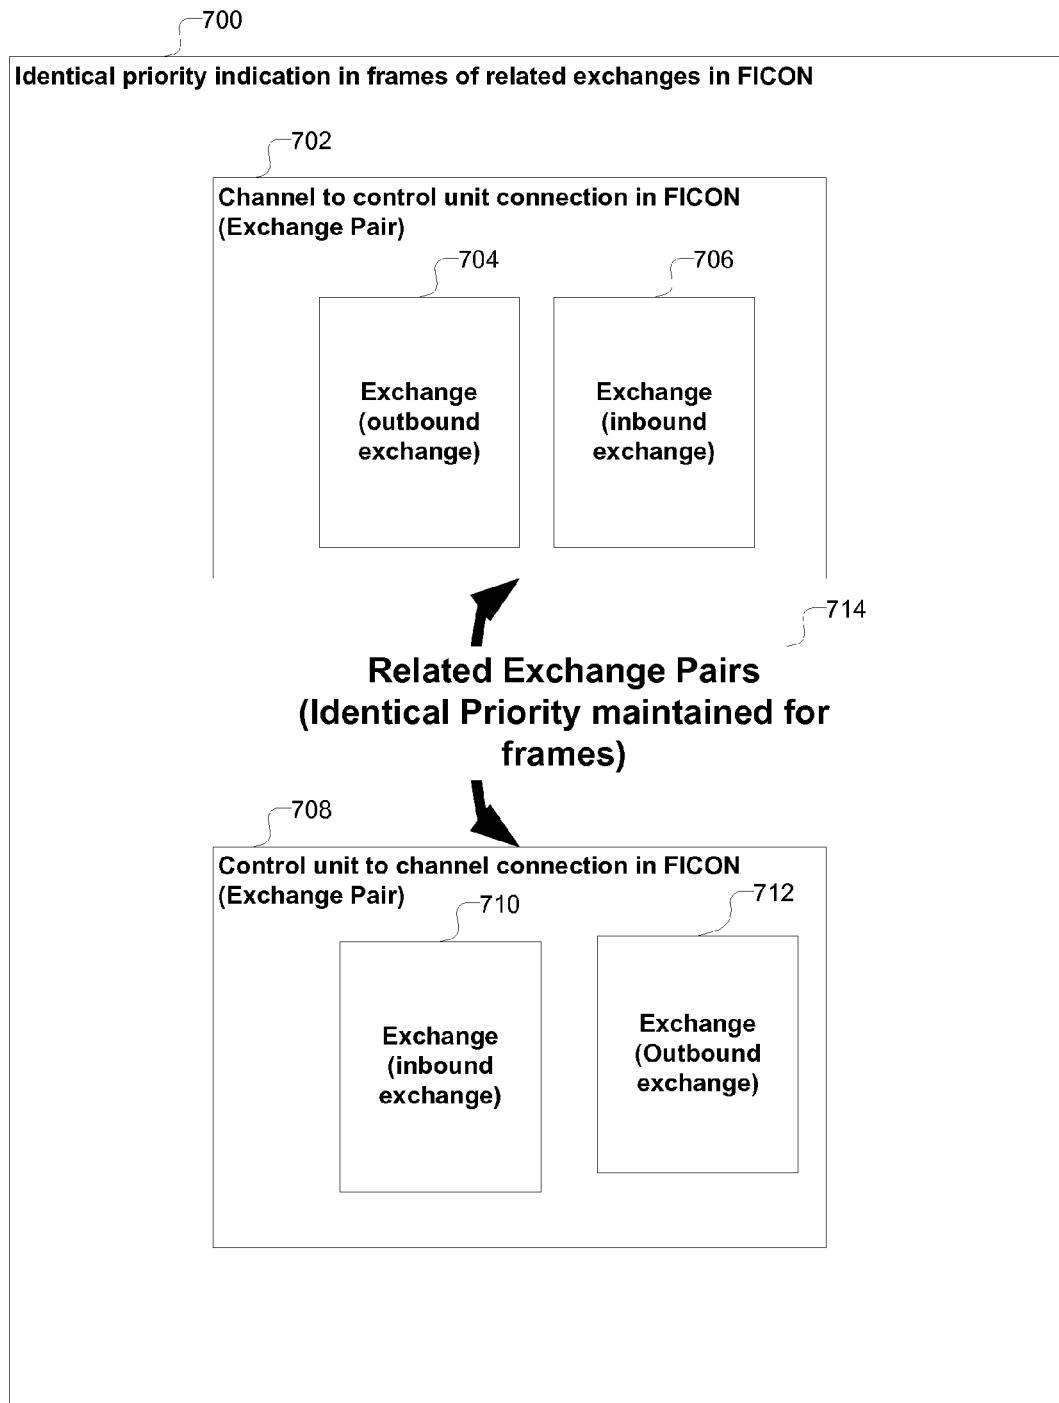 700
Identical priority indication in frames of related exchanges in FICON
702
Channel to control unit connection in FICON
(Exchange Pair)
704
706
Exchange
(outbound
exchange)
Exchange
(inbound
exchange)
714
Related Exchange Pairs
(Identical Priority maintained for
frames)
708
Control unit to channel connection in FICON
(Exchange Pair)
710
712
Exchange
(inbound
exchange)
Exchange
(Outbound
exchange)